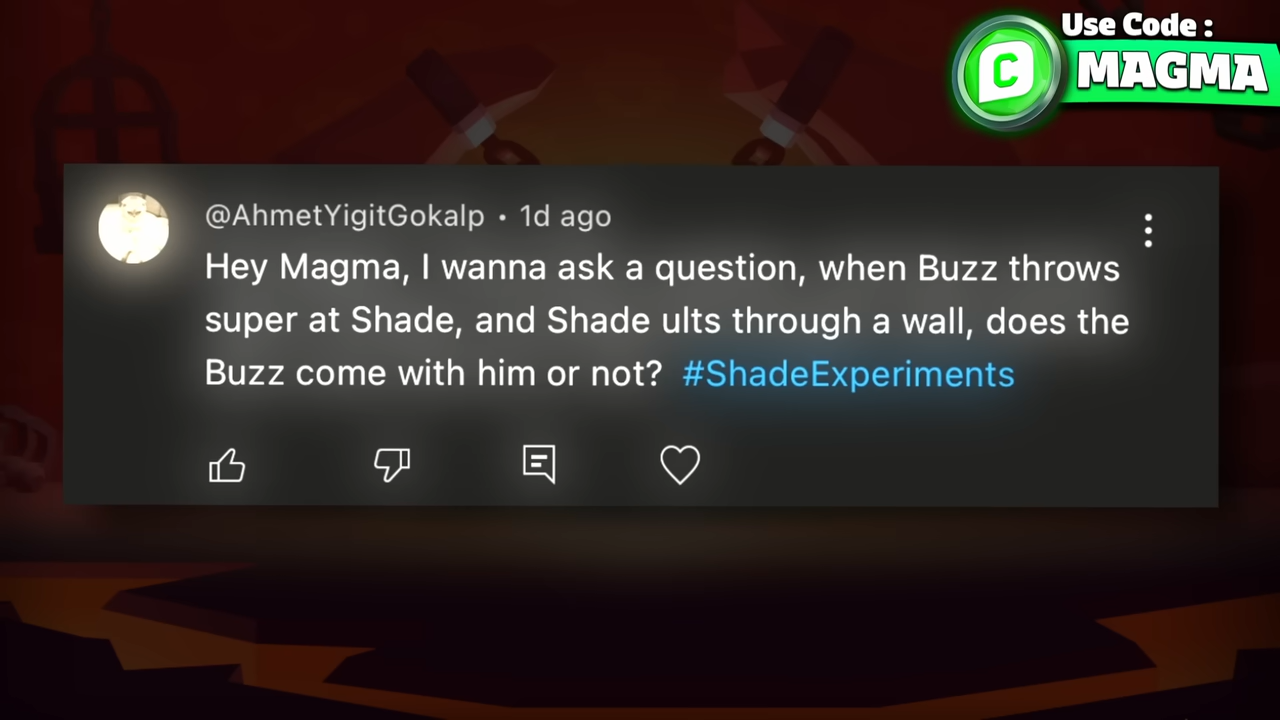 Use Code :
MAGMA
@AhmetYigitGokalp • 1d ago
Hey Magma, I wanna ask a question, when Buzz throws
super at Shade, and Shade ults through a wall, does the
Buzz come with him or not? #ShadeExperiments